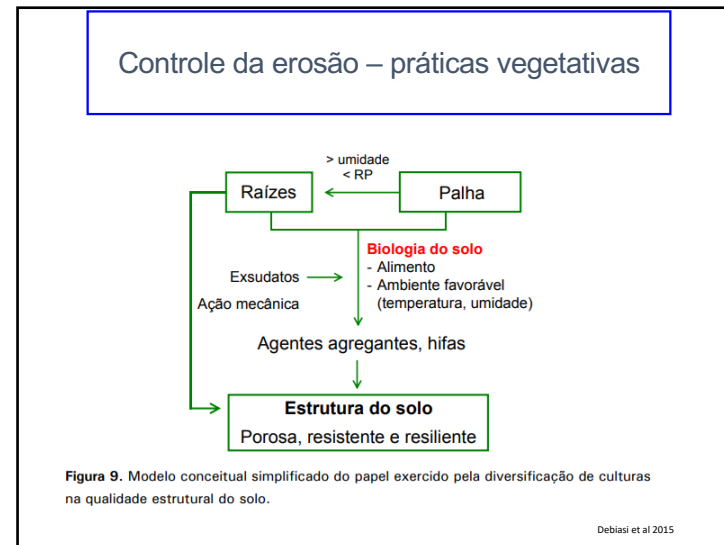 Controle da erosão – práticas vegetativas
> umidade
< RP
Raízes
Palha
Biologia do solo
- Alimento
- Ambiente favorável
(temperatura, umidade)
Exsudatos
Ação mecânica
Agentes agregantes, hifas
Estrutura do solo
Porosa, resistente e resiliente
Figura 9. Modelo conceitual simplificado do papel exercido pela diversificação de culturas
na qualidade estrutural do solo.
Debiasi et al 2015